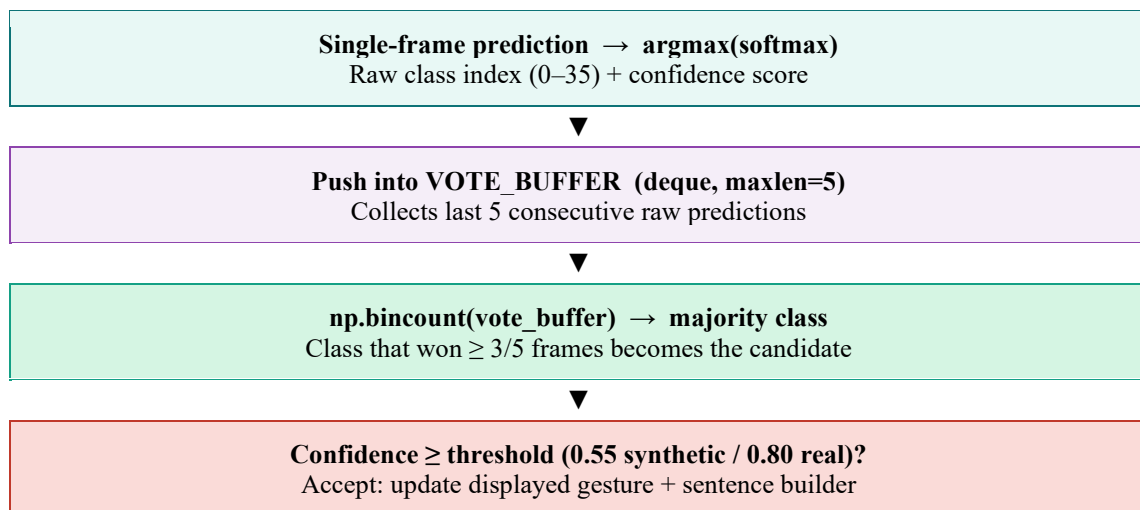 Single-frame prediction → argmax(softmax)
Raw class index (0–35) + confidence score
▼
Push into VOTE_BUFFER (deque, maxlen=5)
Collects last 5 consecutive raw predictions
▼
np.bincount(vote_buffer) → majority class
Class that won ≥ 3/5 frames becomes the candidate
▼
Confidence ≥ threshold (0.55 synthetic / 0.80 real)?
Accept: update displayed gesture + sentence builder